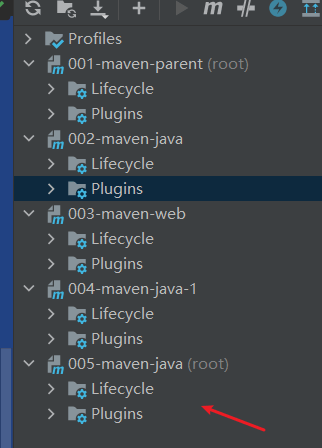 Profiles
001-maven-parent (root)
Lifecycle
Plugins
002-maven-java
Lifecycle
Plugins
003-maven-web
Lifecycle
Plugins
004-maven-java-1
Lifecycle
Plugins
005-maven-java (root)
Lifecycle
Plugins